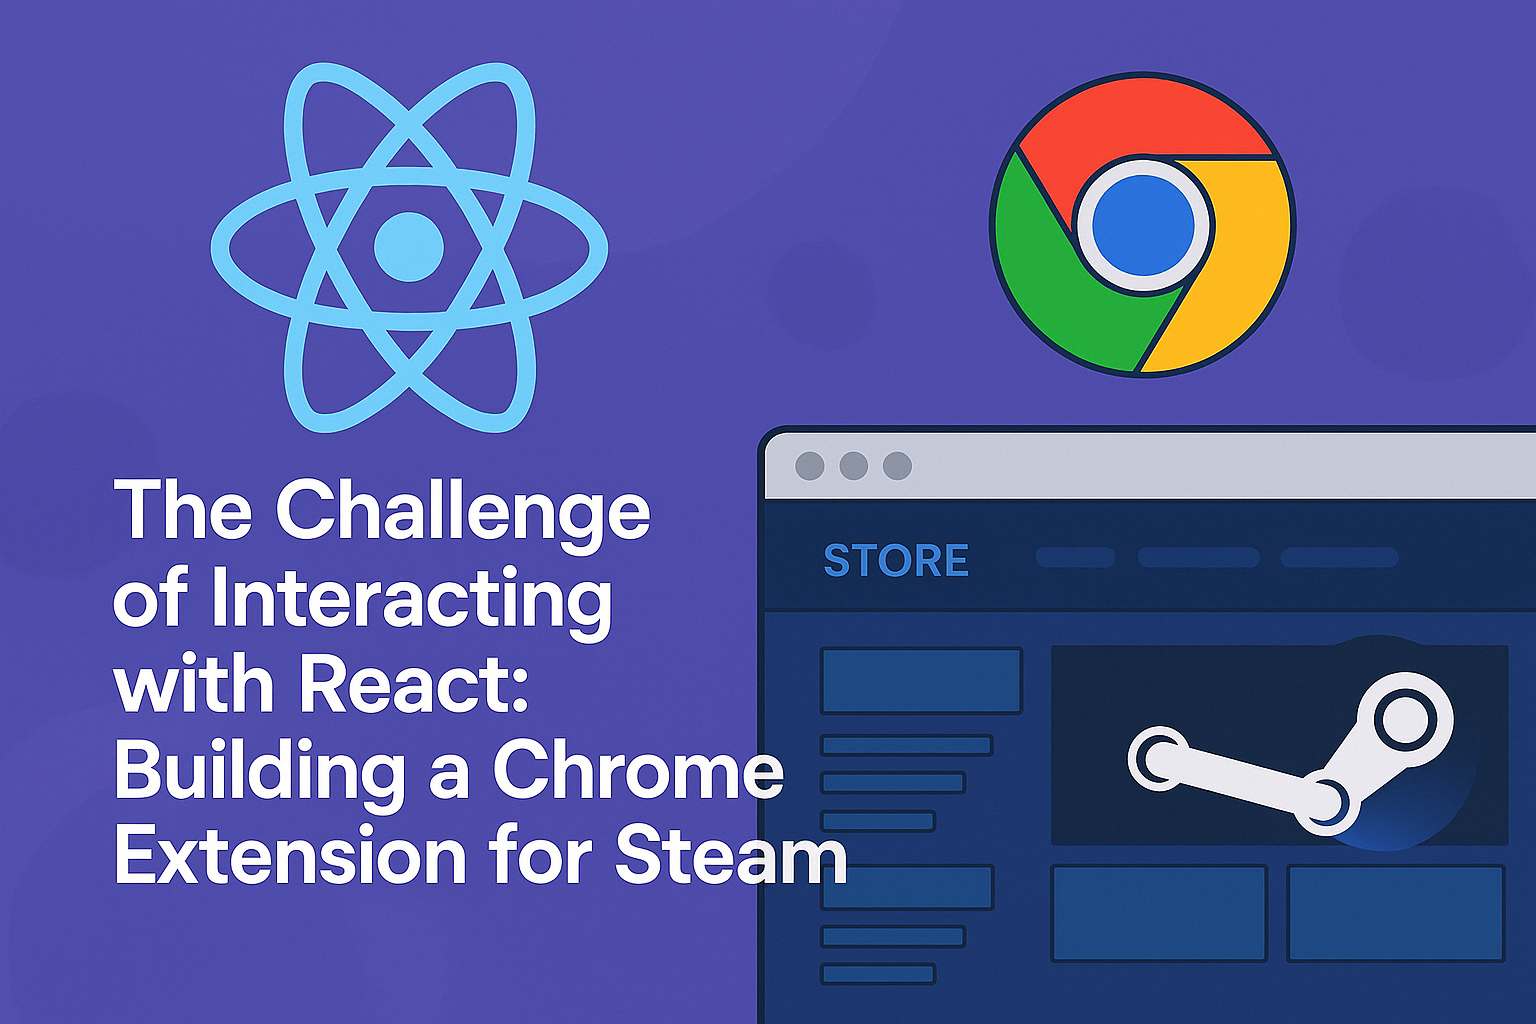 The Challenge
of Interacting
with React:
Building a Chrome
Extension for Steam
STORE